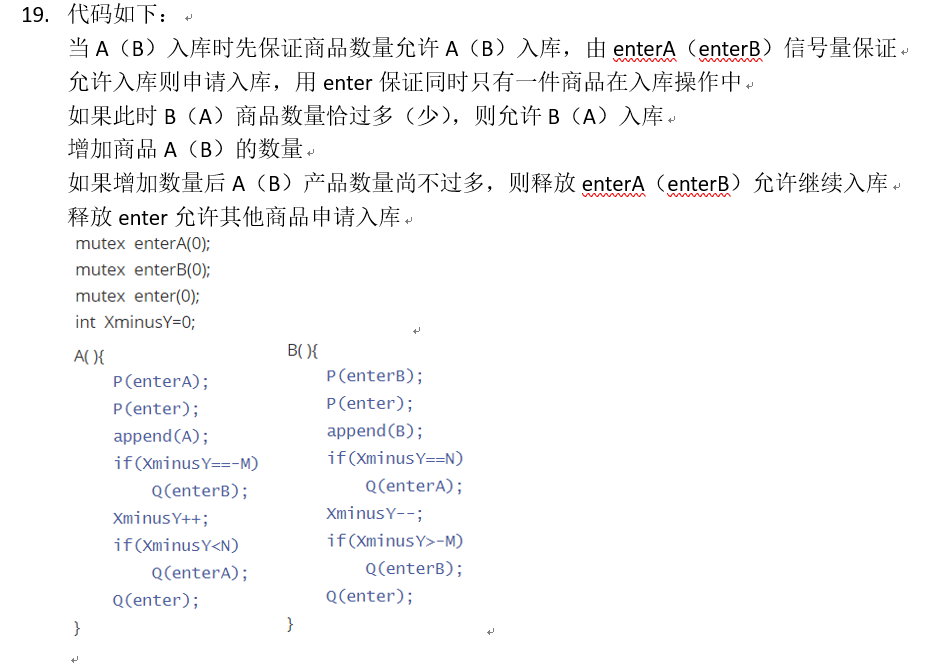 19. 代码如下：
当 A（B）入库时先保证商品数量允许 A（B）入库，由 enterA（enterB）信号量保证
允许入库则申请入库，用 enter 保证同时只有一件商品在入库操作中
如果此时 B（A）商品数量恰过多（少），则允许 B（A）入库
增加商品 A（B）的数量
如果增加数量后 A（B）产品数量尚不过多，则释放 enterA（enterB）允许继续入库
释放 enter 允许其他商品申请入库
mutex enterA(0);
mutex enterB(0);
mutex enter(0);
int XminusY=0;
A( ){
P(enterA);
P(enter);
append(A);
if(XminusY==-M)
Q(enterB);
XminusY++;
if(XminusY<N)
Q(enterA);
Q(enter);
}
B( ){
P(enterB);
P(enter);
append(B);
if(XminusY==N)
Q(enterA);
XminusY--;
if(XminusY>-M)
Q(enterB);
Q(enter);
}